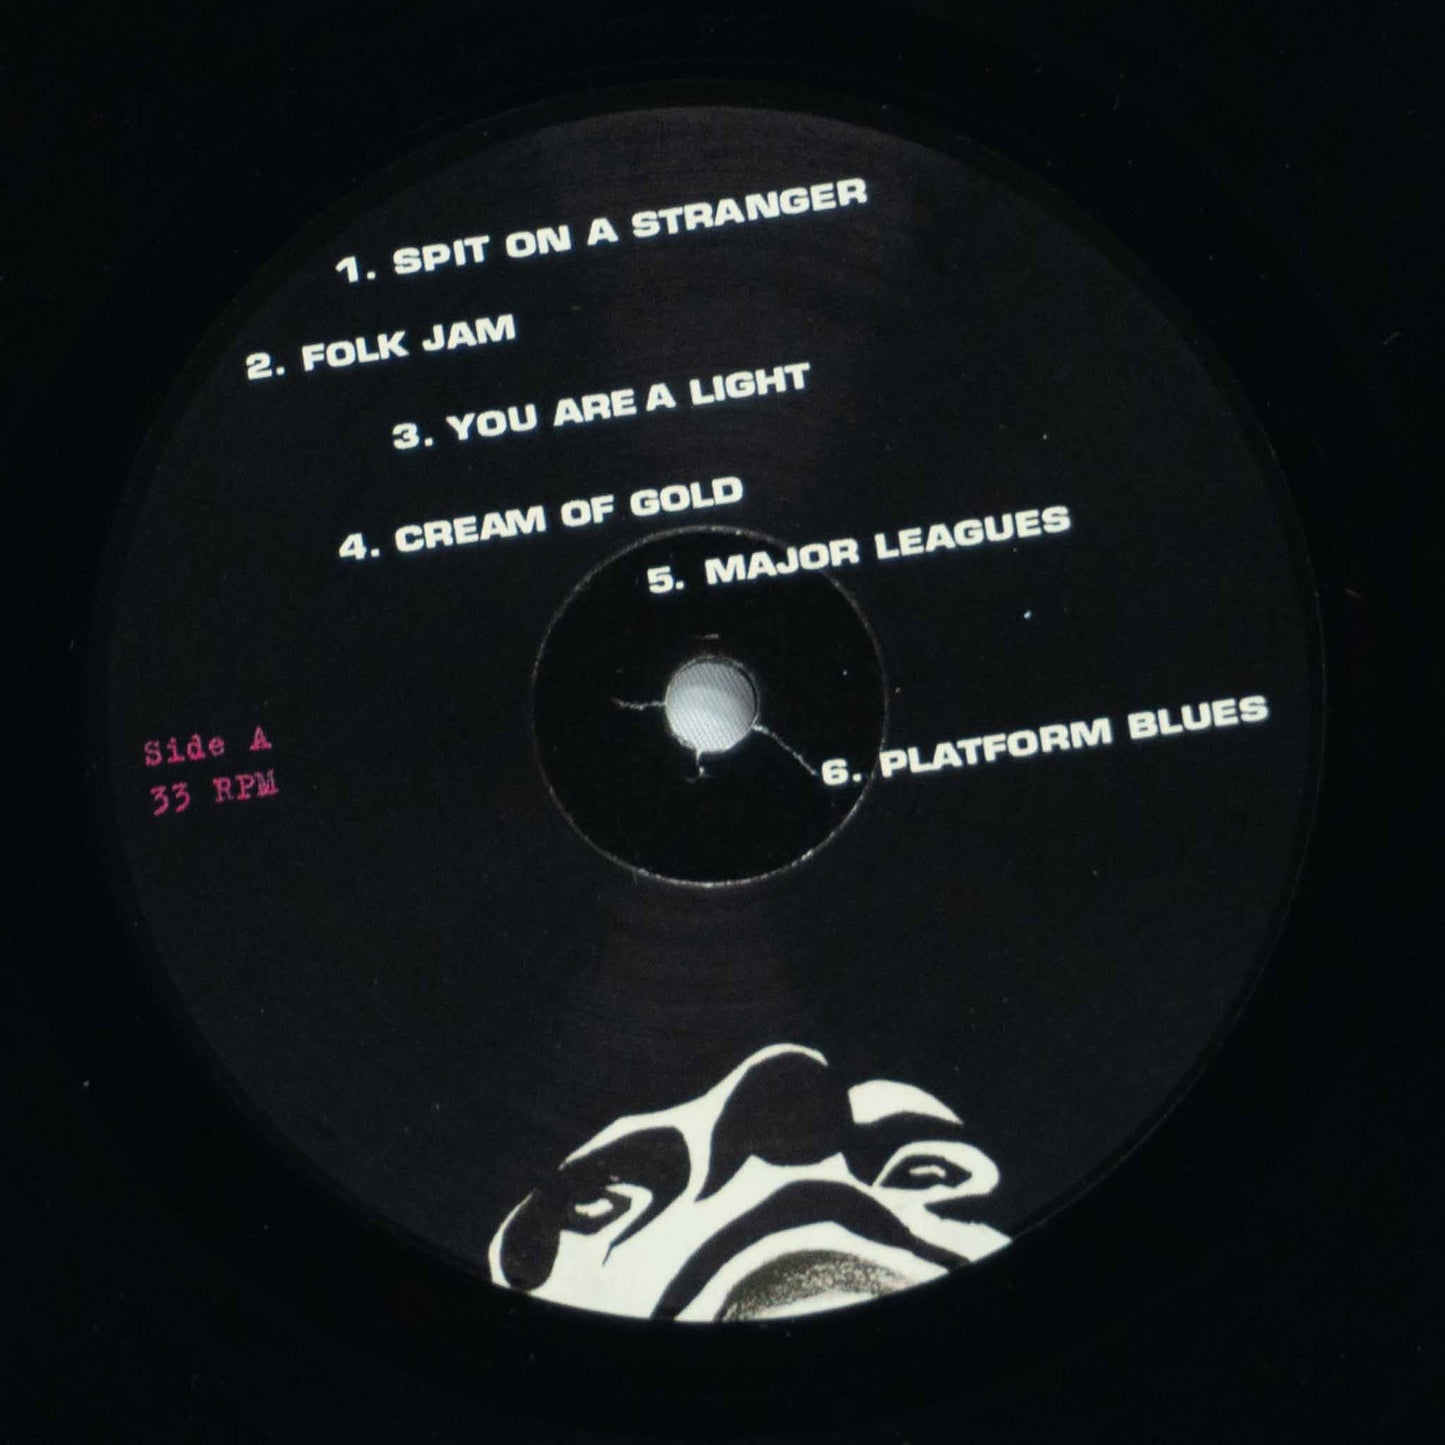 1. SPIT ON A STRANGER
2. FOLK JAM
3. YOU ARE A LIGHT
4. CREAM OF GOLD
5. MAJOR LEAGUES
6. PLATFORM BLUES
Side A
33 RPM